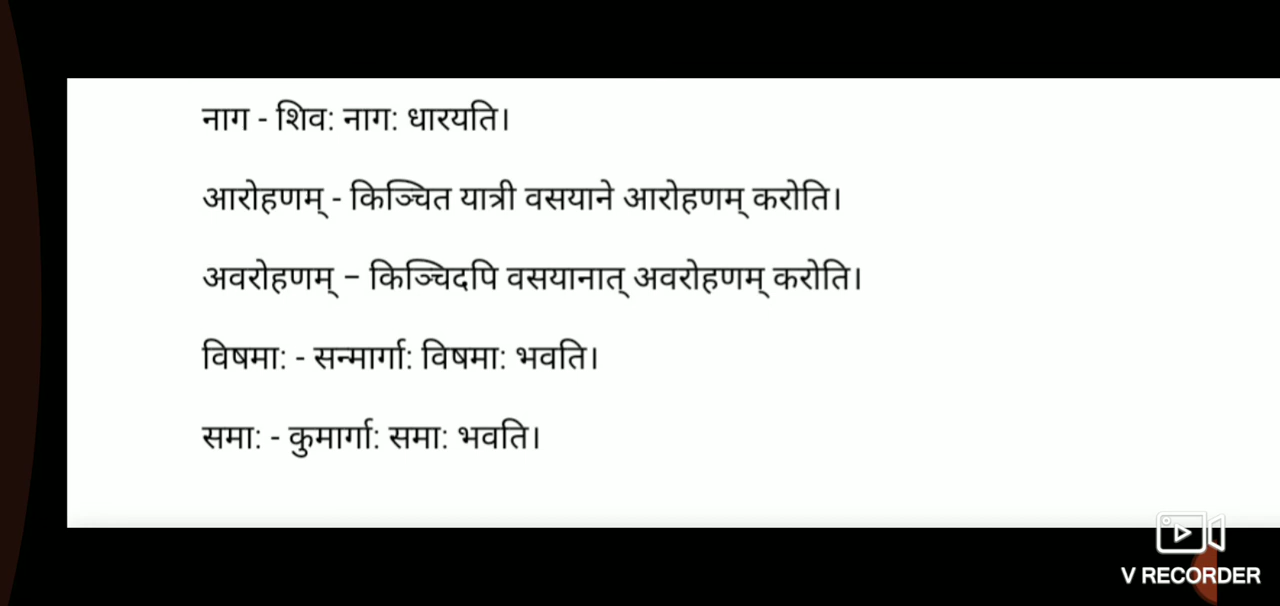 नाग - शिव: नाग: धारयति।
आरोहणम् - किञ्चित यात्री वसयाने आरोहणम् करोति।
अवरोहणम् – किञ्चिदपि वसयानात् अवरोहणम् करोति।
विषमा: - सन्मार्गा: विषमा: भवति।
समा: - कुमार्गा: समा: भवति।
V RECORDER